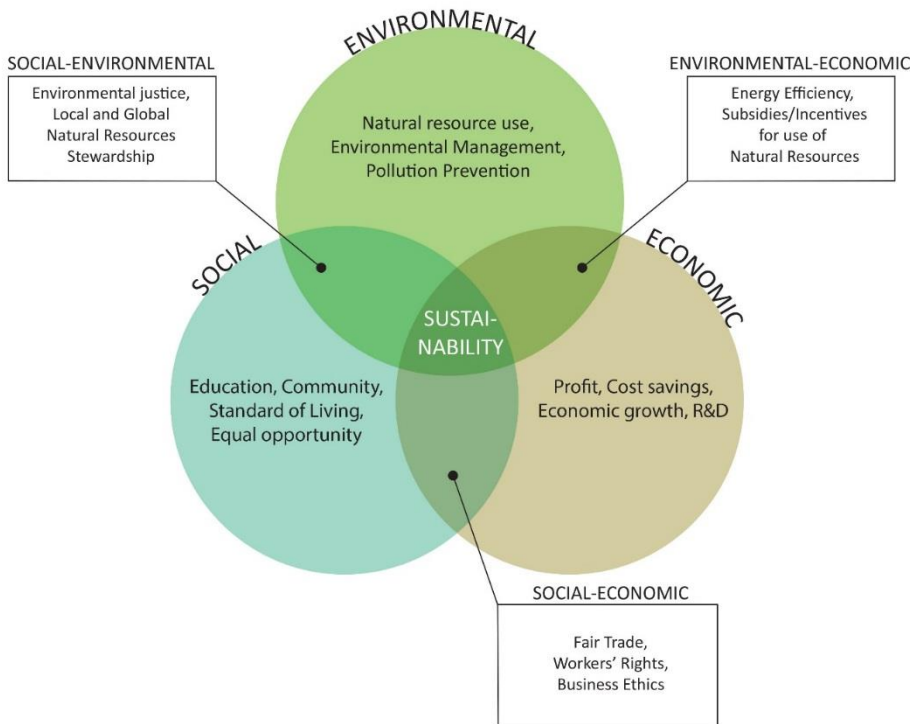 ENVIRONMENTAL
SOCIAL-ENVIRONMENTAL
Environmental justice,
Local and Global
Natural Resources
Stewardship
ENVIRONMENTAL-ECONOMIC
Energy Efficiency,
Subsidies/Incentives
for use of
Natural Resources
Natural resource use,
Environmental Management,
Pollution Prevention
SOCIAL
ECONOMIC
SUSTAI-
NABILITY
Education, Community,
Standard of Living,
Equal opportunity
Profit, Cost savings,
Economic growth, R&D
SOCIAL-ECONOMIC
Fair Trade,
Workers’ Rights,
Business Ethics